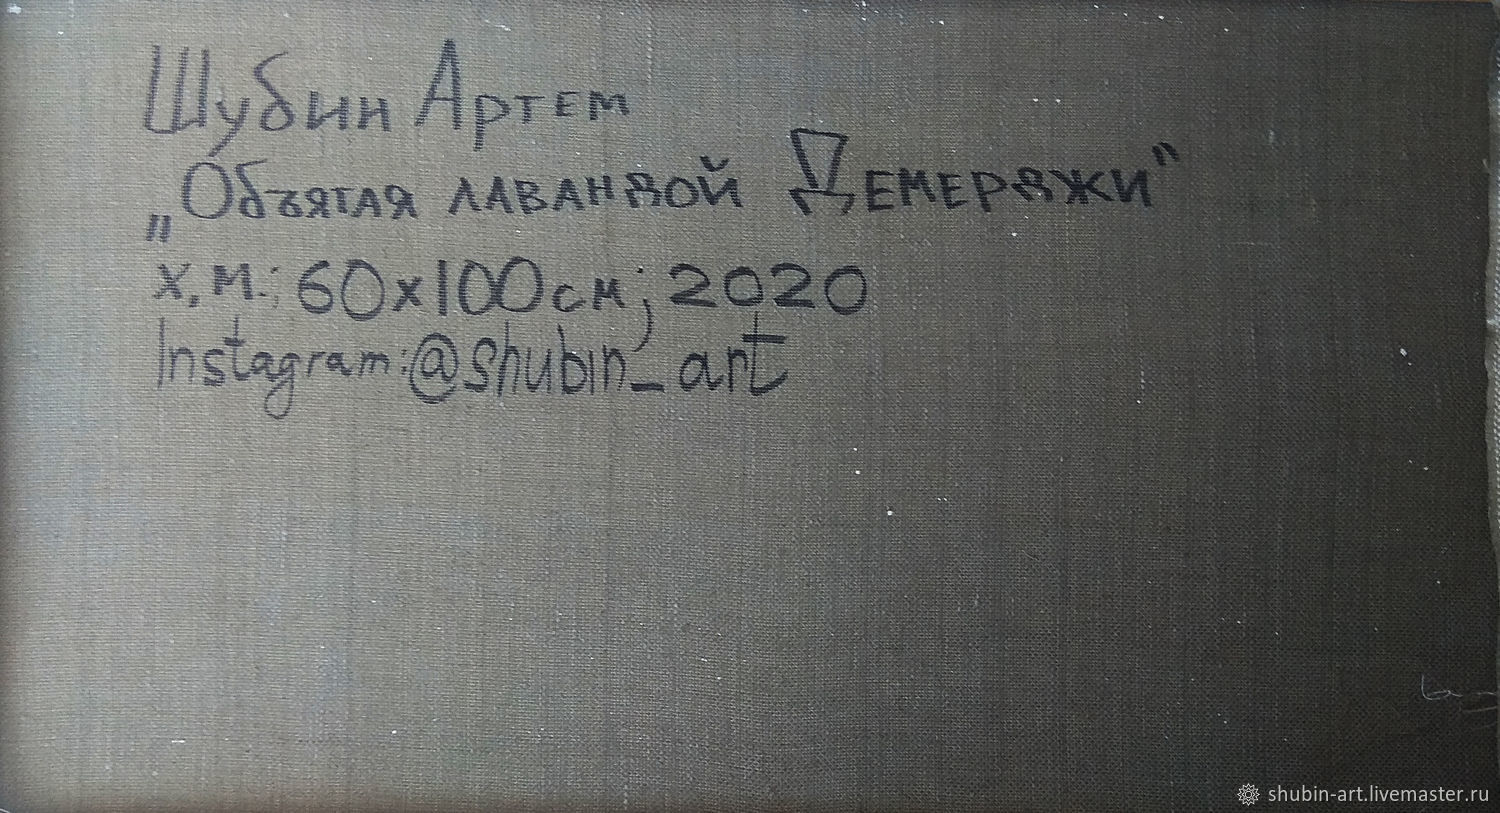 Шубин Артем
„Объятая лавандой Демерджи"
х.м.; 60х100см; 2020
Instagram: @shubin_art
shubin-art.livemaster.ru